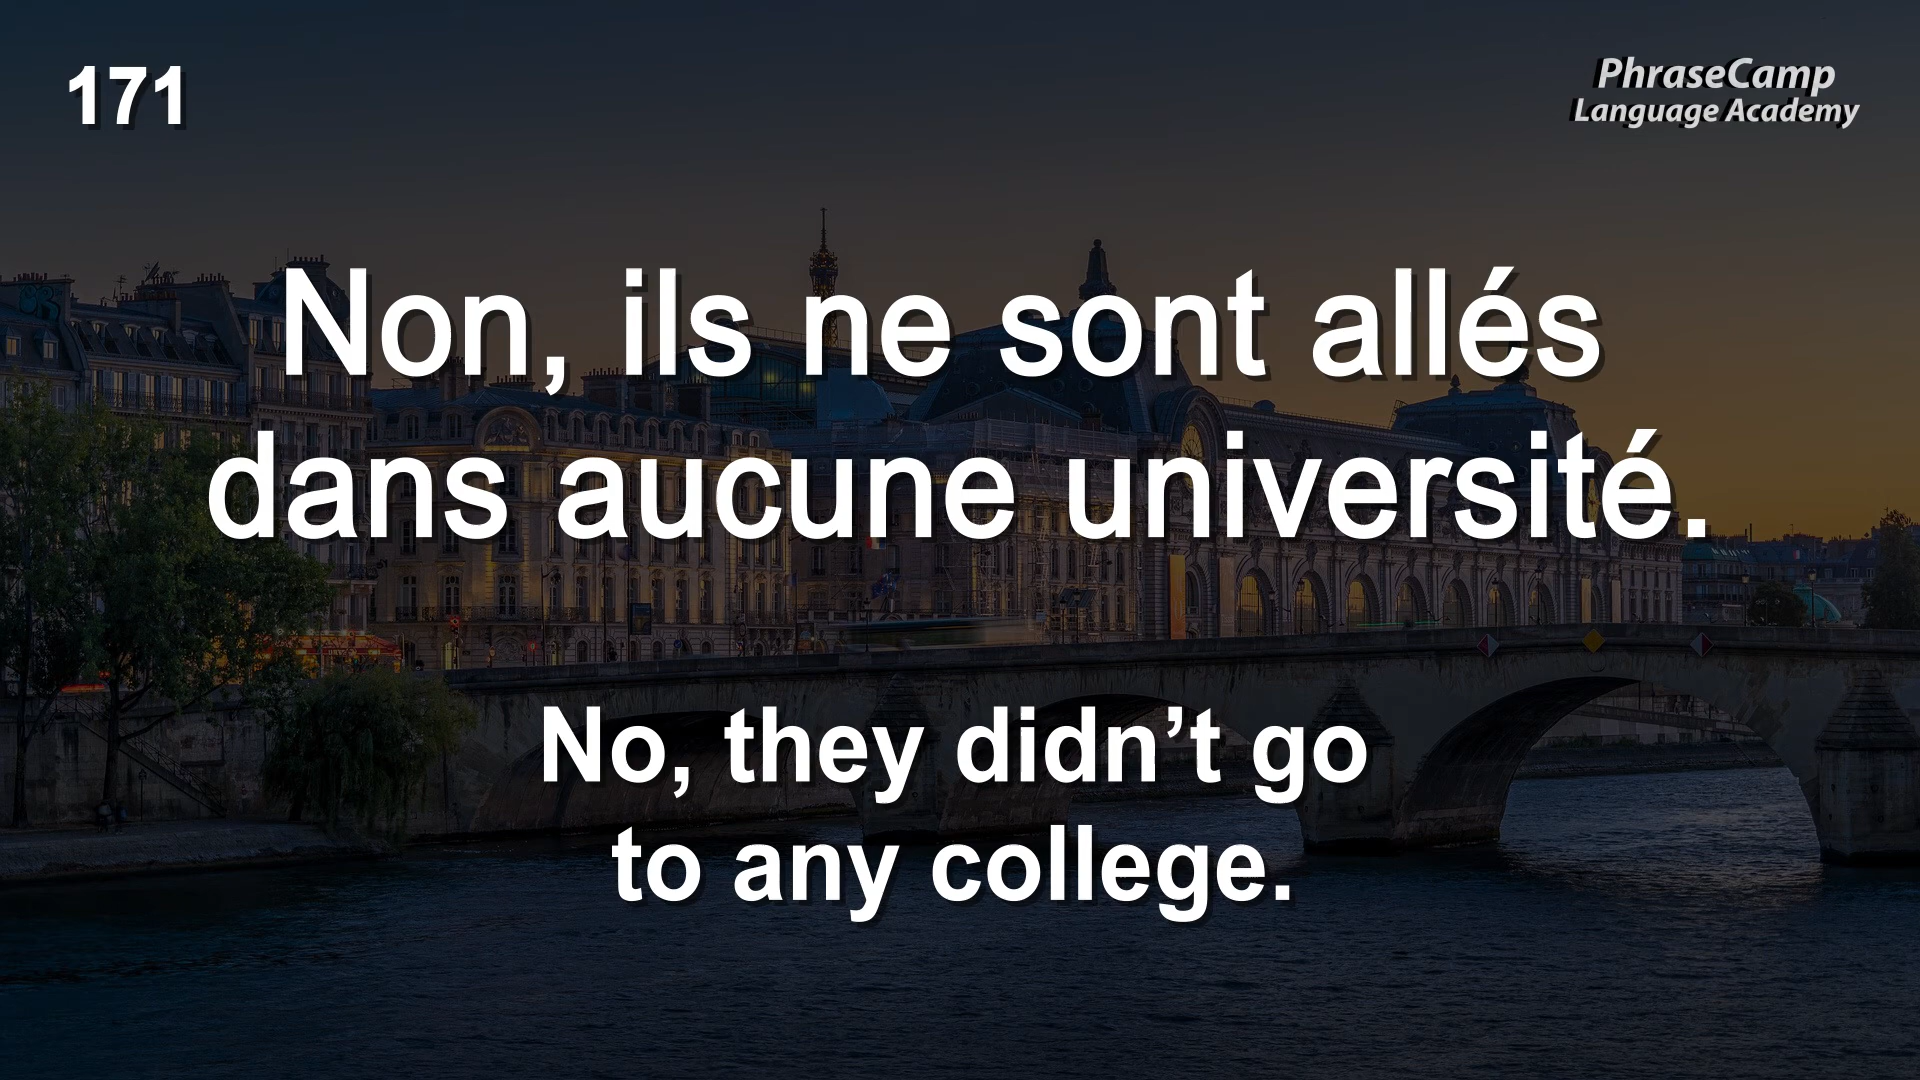 171
PhraseCamp
Language Academy
Non, ils ne sont allés
dans aucune université.
No, they didn’t go
to any college.